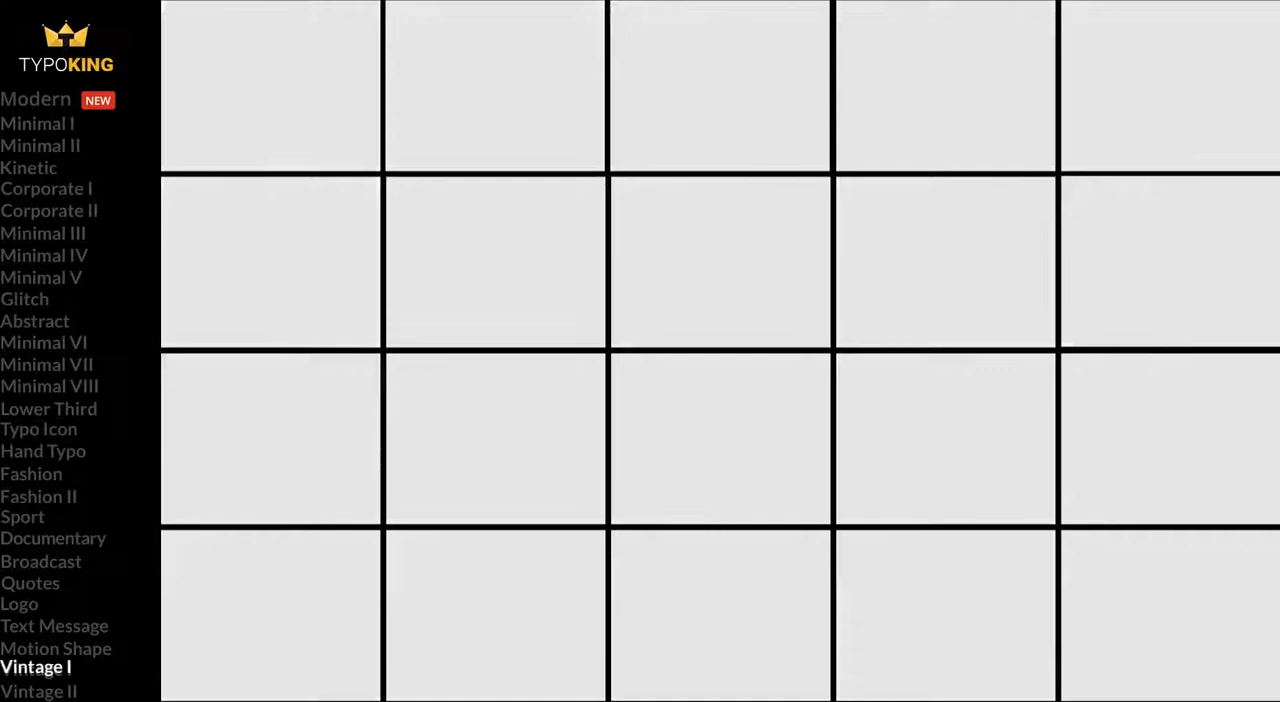 TYPOKING
Modern NEW
Minimal I
Minimal II
Kinetic
Corporate I
Corporate II
Minimal III
Minimal IV
Minimal V
Glitch
Abstract
Minimal VI
Minimal VII
Minimal VIII
Lower Third
Typo Icon
Hand Typo
Fashion
Fashion II
Sport
Documentary
Broadcast
Quotes
Logo
Text Message
Motion Shape
Vintage I
Vintage II